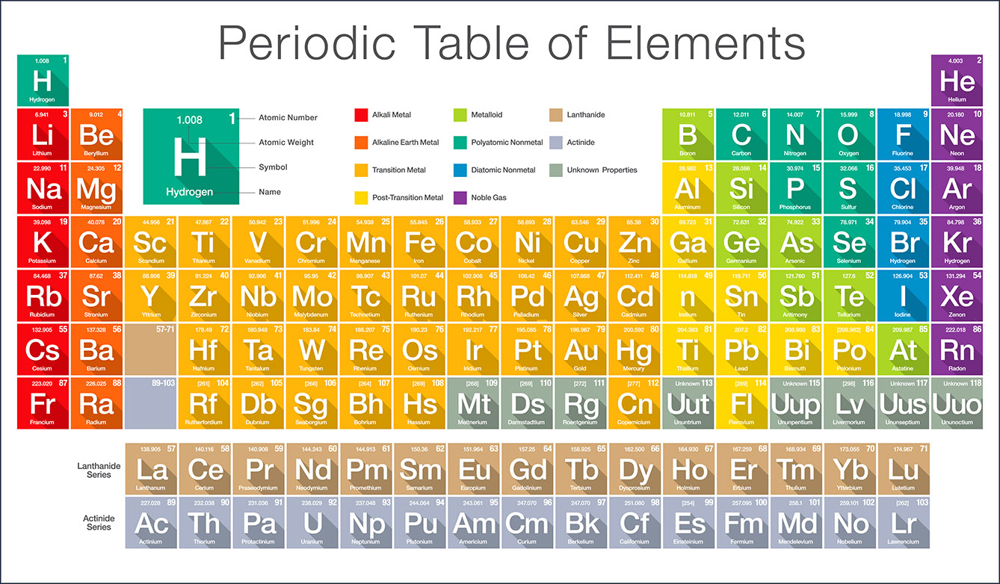 Periodic Table of Elements
1.008 1 4.003 2
H He
Hydrogen Helium
6.941 3 9.012 4 10.811 5 12.011 6 14.007 7 15.999 8 18.998 9 20.180 10
Li Be B C N O F Ne
Lithium Beryllium Boron Carbon Nitrogen Oxygen Fluorine Neon
1.008 1 Atomic Number
Atomic Weight
H Symbol
Hydrogen Name
Alkali Metal Metalloid Lanthanide
Alkaline Earth Metal Polyatomic Nonmetal Actinide
Transition Metal Diatomic Nonmetal Unknown Properties
Post-Transition Metal Noble Gas
22.990 11 24.305 12 26.982 13 28.086 14 30.974 15 32.066 16 35.453 17 39.948 18
Na Mg Al Si P S Cl Ar
Sodium Magnesium Aluminum Silicon Phosphorus Sulfur Chlorine Argon
39.098 19 40.078 20 44.956 21 47.867 22 50.942 23 51.996 24 54.938 25 55.845 26 58.933 27 58.693 28 63.546 29 65.38 30 69.723 31 72.631 32 74.922 33 78.971 34 79.904 35 84.798 36
K Ca Sc Ti V Cr Mn Fe Co Ni Cu Zn Ga Ge As Se Br Kr
Potassium Calcium Scandium Titanium Vanadium Chromium Manganese Iron Cobalt Nickel Copper Zinc Gallium Germanium Arsenic Selenium Hydrogen Hydrogen
84.468 37 87.62 38 88.906 39 91.224 40 92.906 41 95.95 42 98.907 43 101.07 44 102.906 45 106.42 46 107.868 47 112.411 48 114.818 49 118.711 50 121.760 51 127.6 52 126.904 53 131.294 54
Rb Sr Y Zr Nb Mo Tc Ru Rh Pd Ag Cd n Sn Sb Te I Xe
Rubidium Stronium Yttrium Zirconium Niobium Molybdenum Technetium Ruthenium Rhodium Palladium Silver Cadmium Indium Tin Antimony Tellurium Iodine Zenon
132.905 55 137.328 56 57-71 178.49 72 180.948 73 183.84 74 186.207 75 190.23 76 192.217 77 195.085 78 196.967 79 200.592 80 204.383 81 207.2 82 208.980 83 [208.982] 84 209.987 85 222.018 86
Cs Ba Hf Ta W Re Os Ir Pt Au Hg Ti Pb Bi Po At Rn
Cesium Barium Hafnium Tantalum Tungsten Rhenium Osmium Iridium Platinum Gold Mercury Thallium Lead Bismuth Polonium Astatine Radon
223.020 87 226.025 88 89-103 [261] 104 [262] 105 [266] 106 [264] 107 [269] 108 [268] 109 [269] 110 [272] 111 [277] 112 Unknown 113 [289] 114 Unknown 115 [298] 116 Unknown 117 Unknown 118
Fr Ra Rf Db Sg Bh Hs Mt Ds Rg Cn Uut Fl Uup Lv Uus Uuo
Francium Radium Rutherfordium Dubnium Seaborgium Bohrium Hassium Meitnerium Darmstadtium Roentgenium Copernicium Ununtrium Flerovium Ununpentium Livermorium Ununseptium Ununoctium
Lanthanide
Series
138.905 57 140.116 58 140.908 59 144.243 60 144.913 61 150.36 62 151.964 63 157.25 64 158.925 65 162.500 66 164.930 67 167.259 68 168.934 69 173.055 70 174.967 71
La Ce Pr Nd Pm Sm Eu Gd Tb Dy Ho Er Tm Yb Lu
Lanthanum Cerium Praseodymium Neodymium Promethium Samarium Europium Gadolinium Terbium Dysprosium Holmium Erbium Thulium Ytterbium Lutetium
Actinide
Series
227.028 89 232.038 90 231.036 91 238.029 92 237.048 93 244.064 94 243.061 95 247.070 96 247.070 97 251.080 98 [254] 99 257.095 100 258.1 101 259.101 102 [262] 103
Ac Th Pa U Np Pu Am Cm Bk Cf Es Fm Md No Lr
Actinium Thorium Protactinium Uranium Neptunium Plutonium Americium Curium Berkelium Californium Einsteinium Fermium Mendelevium Nobelium Lawrencium